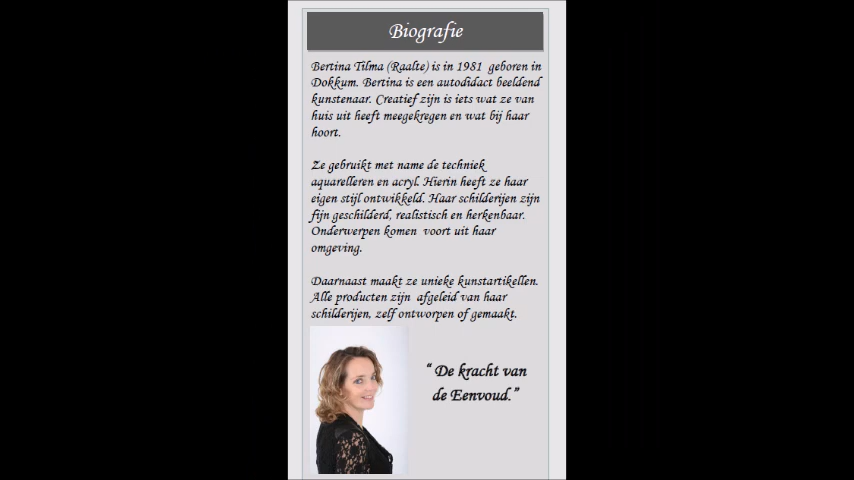 Biografie
Bertina Tilma (Raalte) is in 1981 geboren in
Dokkum. Bertina is een autodidact beeldend
kunstenaar. Creatief zijn is iets wat ze van
huis uit heeft meegekregen en wat bij haar
hoort.
Ze gebruikt met name de techniek
aquarelleren en acryl. Hierin heeft ze haar
eigen stijl ontwikkeld. Haar schilderijen zijn
fijn geschilderd, realistisch en herkenbaar.
Onderwerpen komen voort uit haar
omgeving.
Daarnaast maakt ze unieke kunstartikellen.
Alle producten zijn afgeleid van haar
schilderijen, zelf ontworpen of gemaakt.
“ De kracht van
de Eenvoud.”